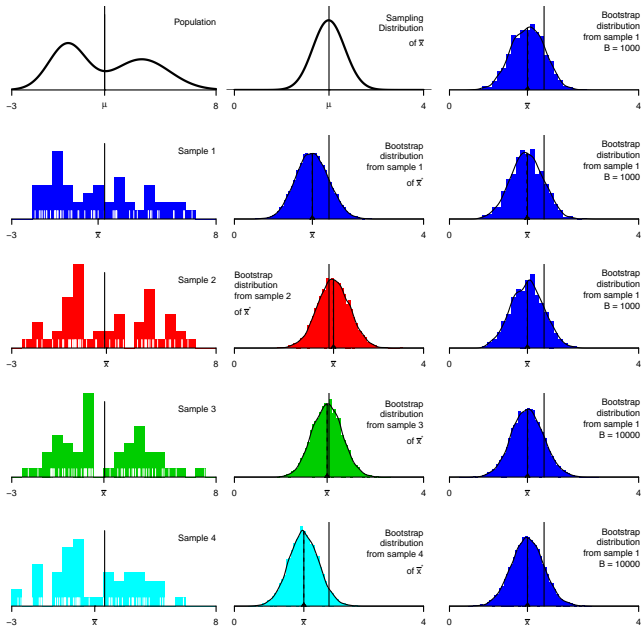 Population
-3
μ
8
Sampling
Distribution
of x̄
0
μ
4
Bootstrap
distribution
from sample 1
B = 1000
0
x̄
4
Sample 1
-3
x̄
8
Bootstrap
distribution
from sample 1
of x̄*
0
x̄
4
Bootstrap
distribution
from sample 1
B = 1000
0
x̄
4
Sample 2
-3
x̄
8
Bootstrap
distribution
from sample 2
of x̄*
0
x̄
4
Bootstrap
distribution
from sample 1
B = 1000
0
x̄
4
Sample 3
-3
x̄
8
Bootstrap
distribution
from sample 3
of x̄*
0
x̄
4
Bootstrap
distribution
from sample 1
B = 10000
0
x̄
4
Sample 4
-3
x̄
8
Bootstrap
distribution
from sample 4
of x̄*
0
x̄
4
Bootstrap
distribution
from sample 1
B = 10000
0
x̄
4